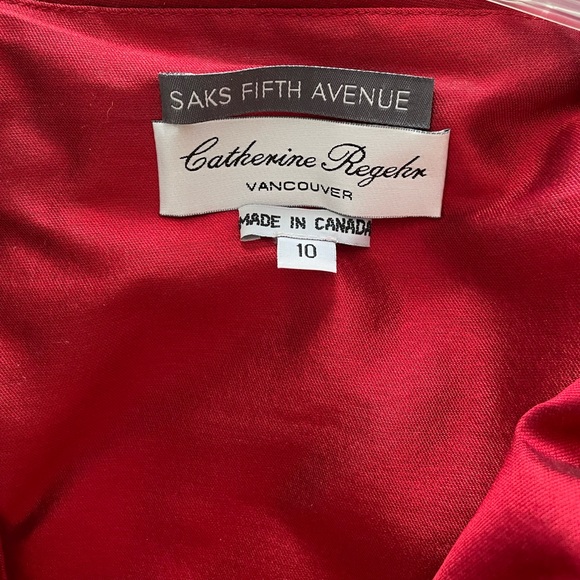 SAKS FIFTH AVENUE
Catherine Regehr
VANCOUVER
MADE IN CANADA
10